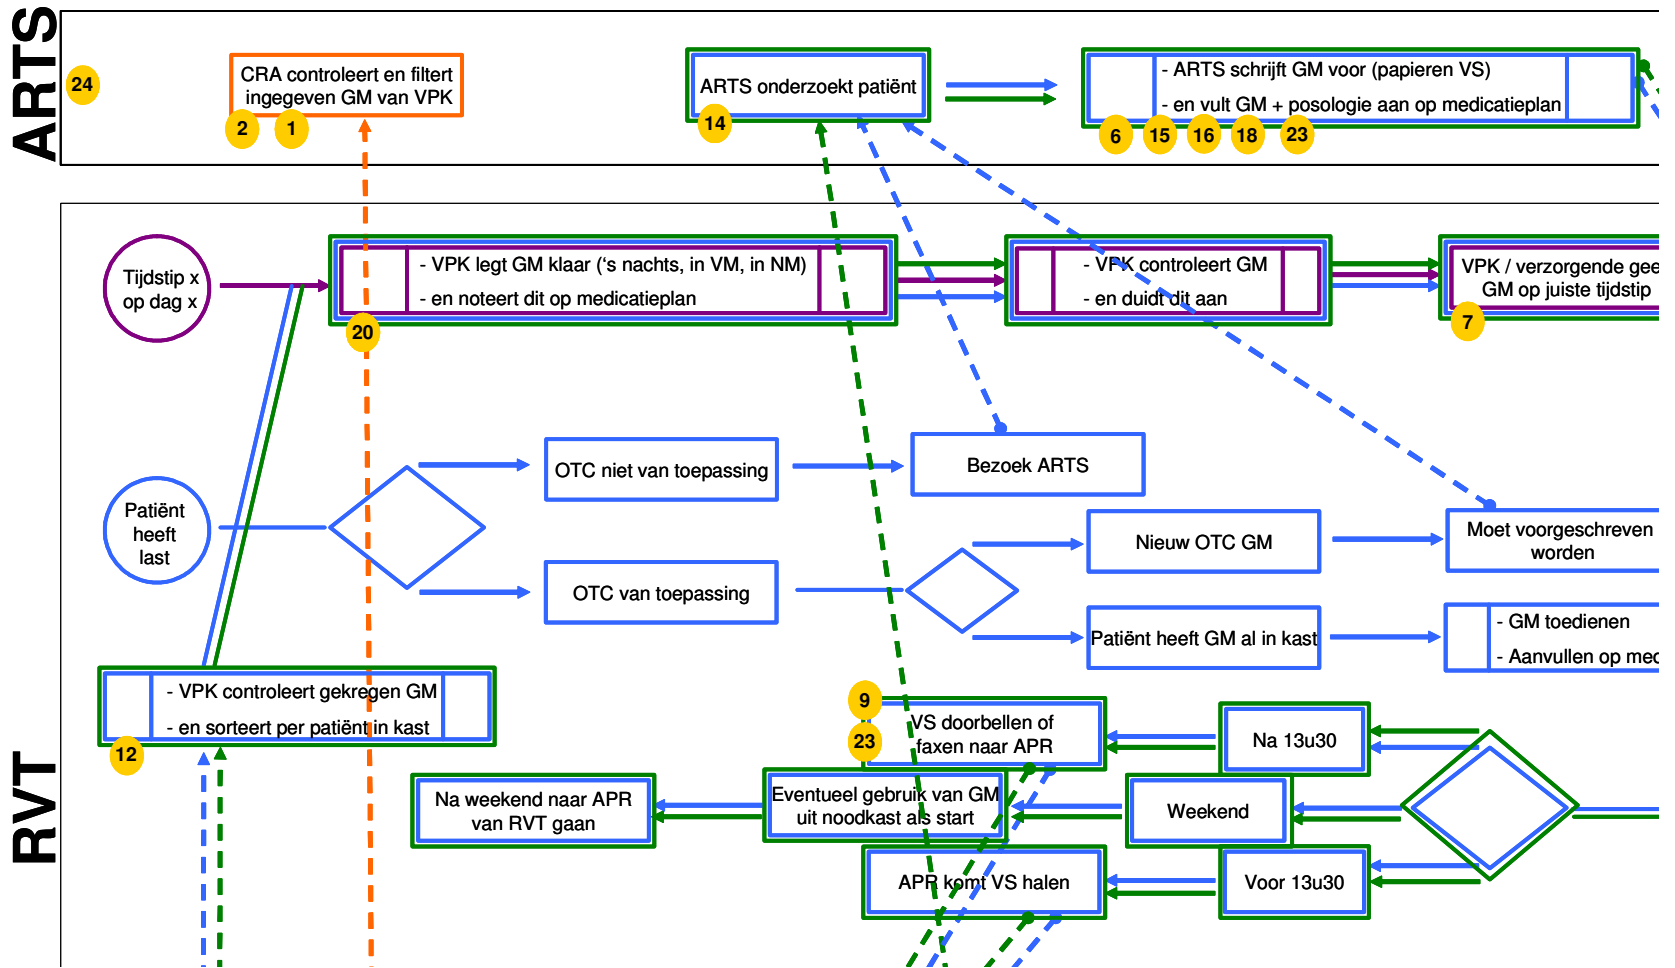 ARTS
24
CRA controleert en filtert
ingegeven GM van VPK
2
1
ARTS onderzoekt patiënt
14
- ARTS schrijft GM voor (papieren VS)
- en vult GM + posologie aan op medicatieplan
6
15
16
18
23
RVT
Tijdstip x
op dag x
- VPK legt GM klaar (‘s nachts, in VM, in NM)
- en noteert dit op medicatieplan
20
- VPK controleert GM
- en duidt dit aan
VPK / verzorgende gee
GM op juiste tijdstip
7
Patiënt
heeft
last
OTC niet van toepassing
Bezoek ARTS
OTC van toepassing
Nieuw OTC GM
Moet voorgeschreven
worden
Patiënt heeft GM al in kast
- GM toedienen
- Aanvullen op med
- VPK controleert gekregen GM
- en sorteert per patiënt in kast
12
9
23
VS doorbellen of
faxen naar APR
Na 13u30
Na weekend naar APR
van RVT gaan
Eventueel gebruik van GM
uit noodkast als start
Weekend
APR komt VS halen
Voor 13u30